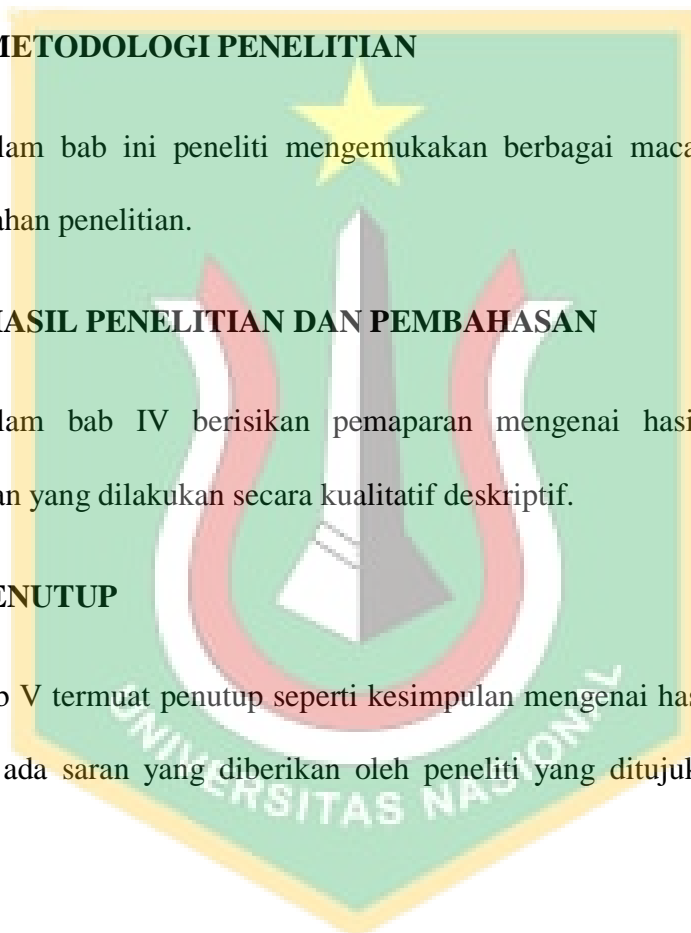 METODOLOGI PENELITIAN
lam bab ini peneliti mengemukakan berbagai maca
ahan penelitian.
HASIL PENELITIAN DAN PEMBAHASAN
lam bab IV berisikan pemaparan mengenai hasi
an yang dilakukan secara kualitatif deskriptif.
ENUTUP
b V termuat penutup seperti kesimpulan mengenai has
ada saran yang diberikan oleh peneliti yang ditujuk
UNIVERSITAS NASIONAL